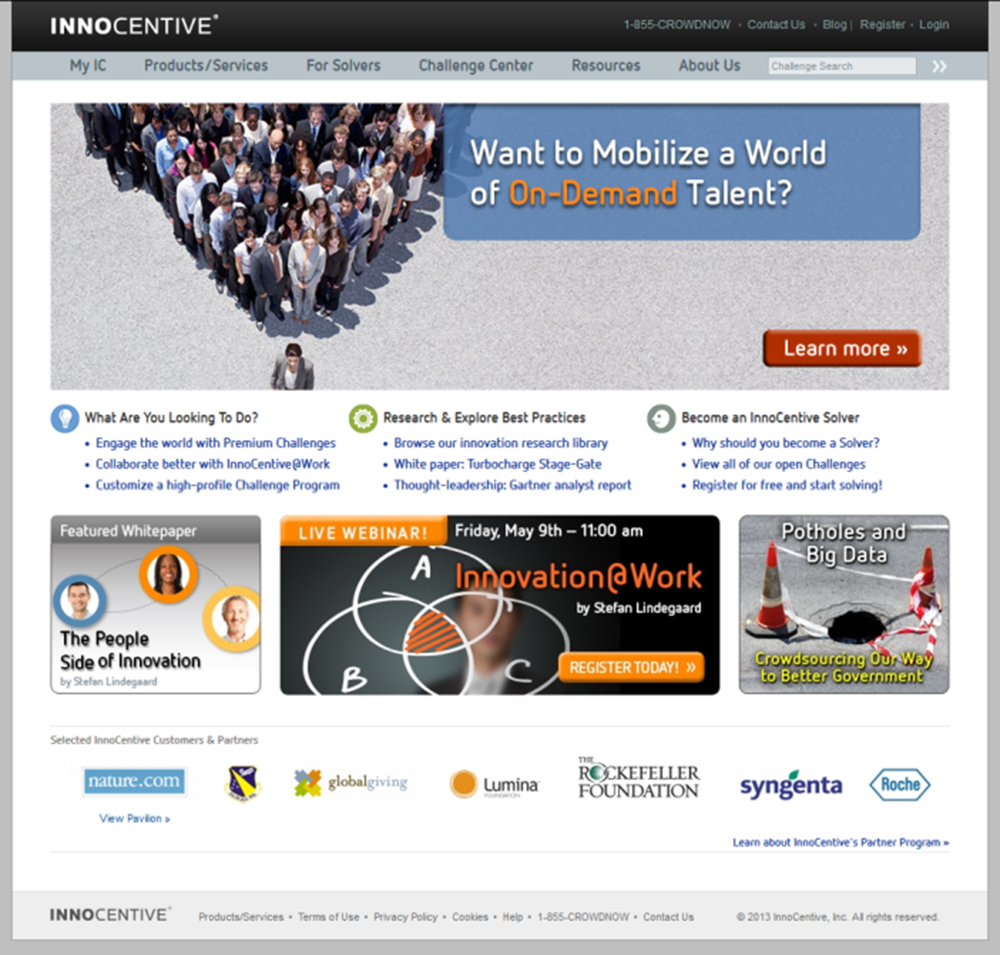 INNOCENTIVE®
1-855-CROWDNOW • Contact Us • Blog | Register • Login
My IC Products/Services For Solvers Challenge Center Resources About Us Challenge Search »
Want to Mobilize a World
of On-Demand Talent?
Learn more »
What Are You Looking To Do?
• Engage the world with Premium Challenges
• Collaborate better with InnoCentive@Work
• Customize a high-profile Challenge Program
Research & Explore Best Practices
• Browse our innovation research library
• White paper: Turbocharge Stage-Gate
• Thought-leadership: Gartner analyst report
Become an InnoCentive Solver
• Why should you become a Solver?
• View all of our open Challenges
• Register for free and start solving!
Featured Whitepaper
The People
Side of Innovation
by Stefan Lindegaard
LIVE WEBINAR! Friday, May 9th – 11:00 am
A
Innovation@Work
by Stefan Lindegaard
B
C
REGISTER TODAY! »
Potholes and
Big Data
Crowdsourcing Our Way
to Better Government
Selected InnoCentive Customers & Partners
nature.com
View Pavilion »
globalgiving
Lumina
FOUNDATION
THE
ROCKEFELLER
FOUNDATION
syngenta
Roche
Learn about InnoCentive's Partner Program »
INNOCENTIVE®
Products/Services • Terms of Use • Privacy Policy • Cookies • Help • 1-855-CROWDNOW • Contact Us
© 2013 InnoCentive, Inc. All rights reserved.